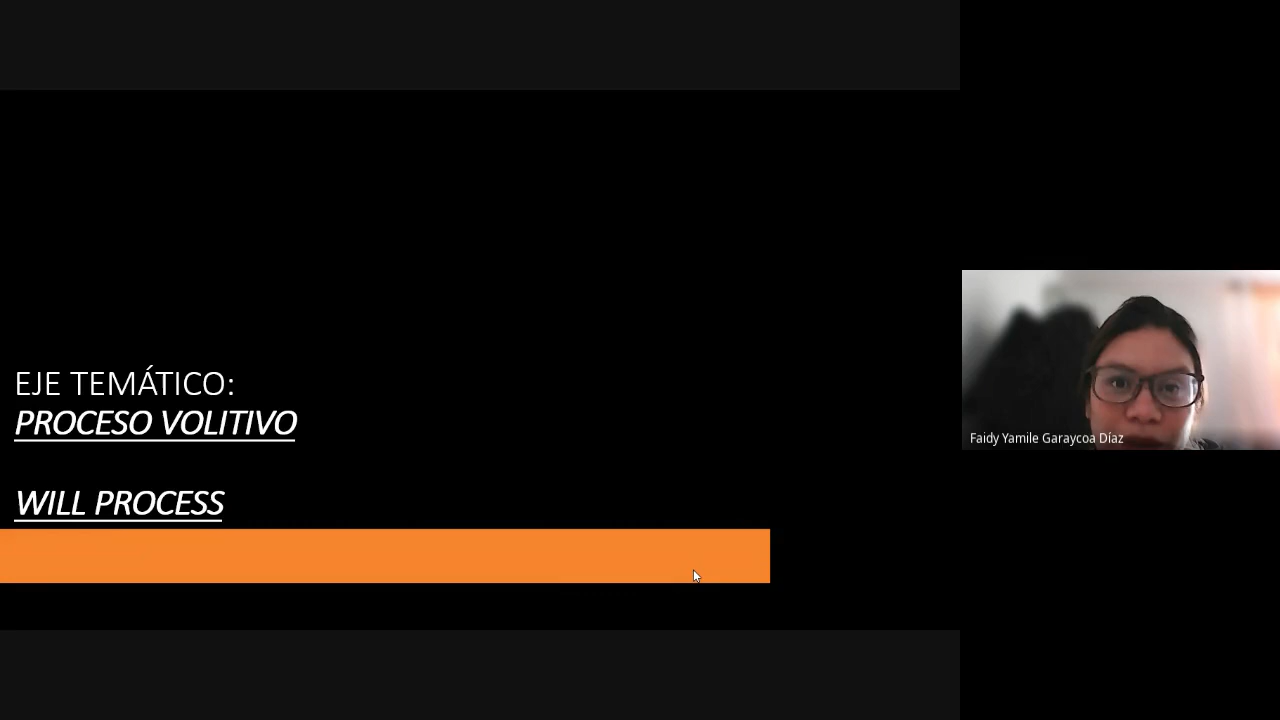 EJE TEMÁTICO:
PROCESO VOLITIVO
WILL PROCESS
Faidy Yamile Garaycoa Díaz